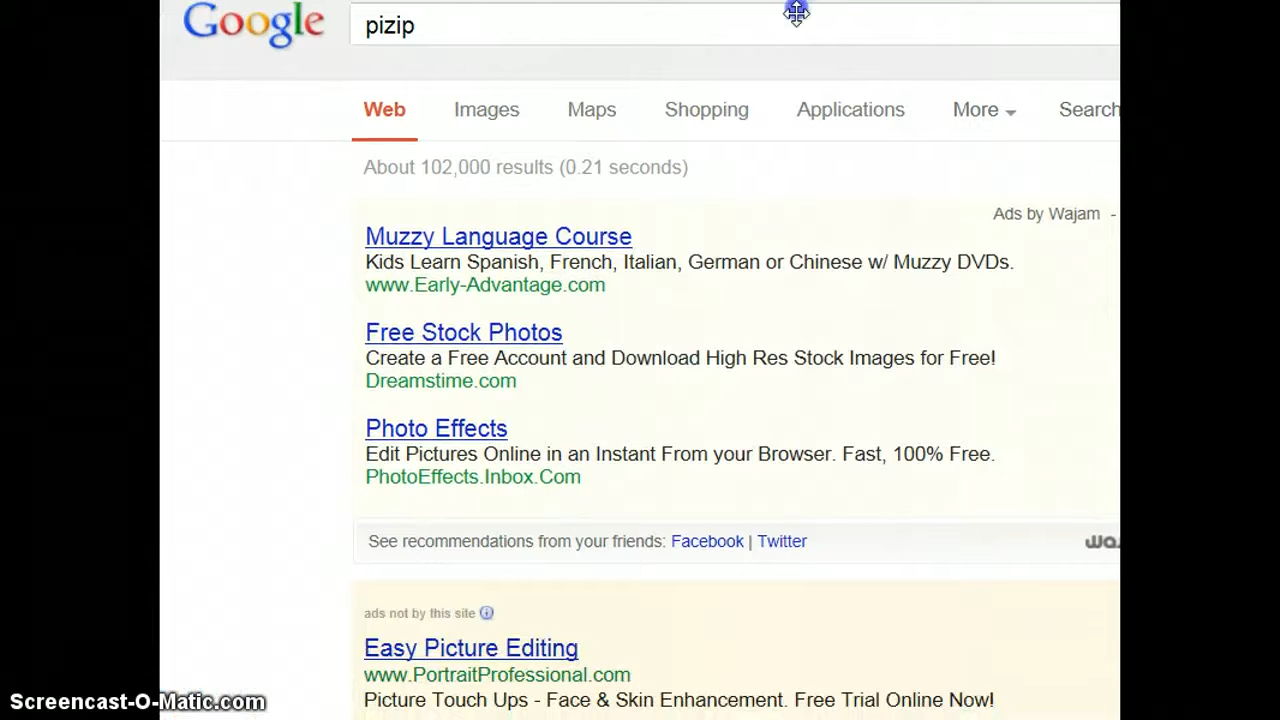 Google
pizip
Web Images Maps Shopping Applications More Search
About 102,000 results (0.21 seconds)
Ads by Wajam -
Muzzy Language Course
Kids Learn Spanish, French, Italian, German or Chinese w/ Muzzy DVDs.
www.Early-Advantage.com
Free Stock Photos
Create a Free Account and Download High Res Stock Images for Free!
Dreamstime.com
Photo Effects
Edit Pictures Online in an Instant From your Browser. Fast, 100% Free.
PhotoEffects.Inbox.Com
See recommendations from your friends: Facebook | Twitter
ads not by this site
Easy Picture Editing
www.PortraitProfessional.com
Picture Touch Ups - Face & Skin Enhancement. Free Trial Online Now!
Screencast-O-Matic.com